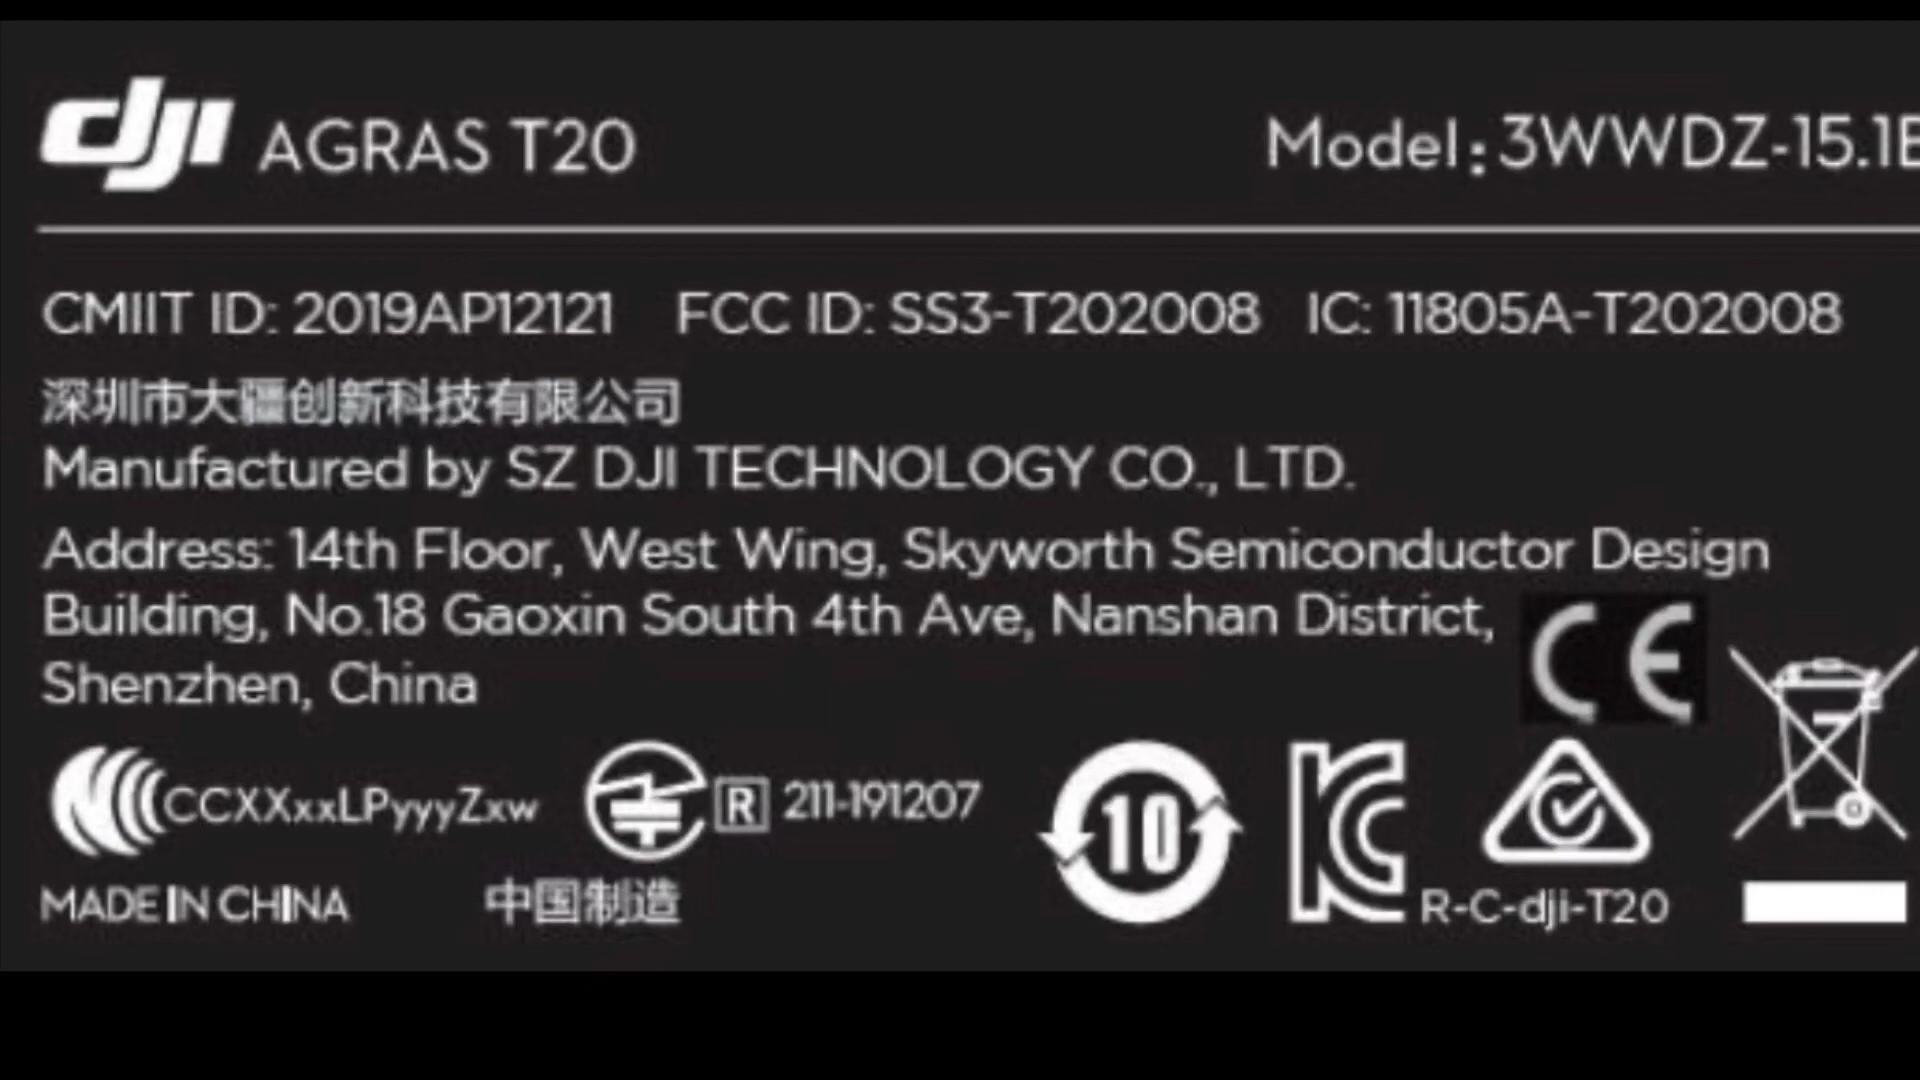 dji AGRAS T20 Model: 3WWDZ-15.1B
CMIIT ID: 2019AP12121 FCC ID: SS3-T202008 IC: 11805A-T202008
深圳市大疆创新科技有限公司
Manufactured by SZ DJI TECHNOLOGY CO., LTD.
Address: 14th Floor, West Wing, Skyworth Semiconductor Design
Building, No.18 Gaoxin South 4th Ave, Nanshan District,
Shenzhen, China
CE
CCXXxxLPyyyZxw R 211-191207 10
MADE IN CHINA 中国制造 R-C-dji-T20